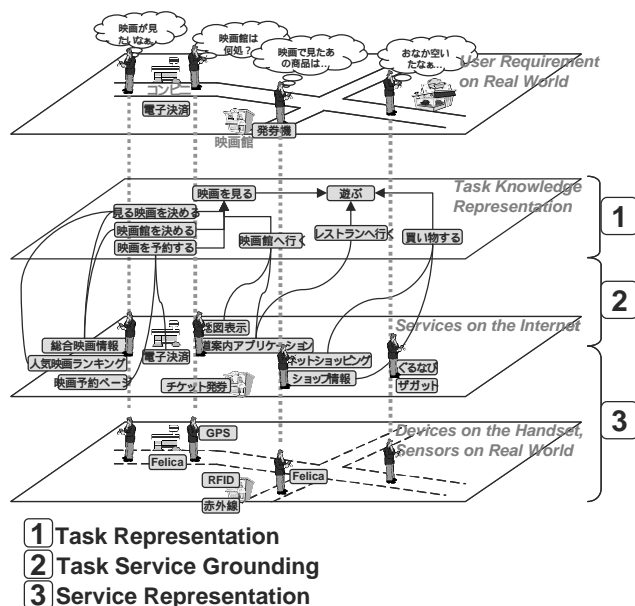 映画が見
たいなぁ
映画館は
何処？
映画で見たあ
の商品は…
おなか空い
たなぁ…
User Requirement
on Real World
コンビニ
電子決済
映画館
発券機
映画を見る
遊ぶ
Task Knowledge
Representation
1
見る映画を決める
映画館を決める
映画を予約する
映画館へ行く
レストランへ行く
買い物する
2
地図表示
Services on the Internet
総合映画情報
電子決済
道案内アプリケーション
人気映画ランキング
ネットショッピング
ぐるなび
映画予約ページ
チケット発券
ショップ情報
ザガット
3
GPS
Devices on the Handset,
Sensors on Real World
Felica
RFID
Felica
赤外線
1 Task Representation
2 Task Service Grounding
3 Service Representation